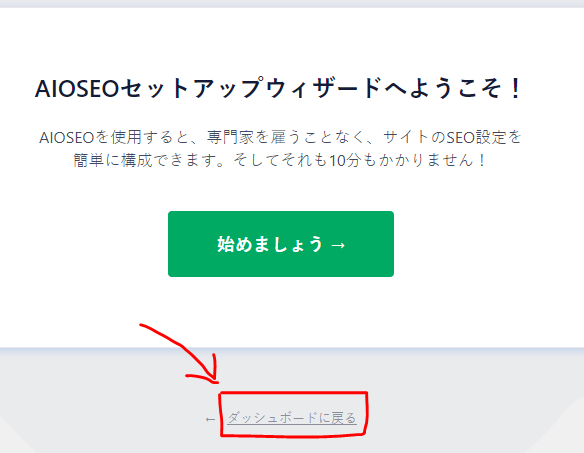 AIOSEOセットアップウィザードへようこそ！
AIOSEOを使用すると、専門家を雇うことなく、サイトのSEO設定を
簡単に構成できます。そしてそれも10分もかかりません！
始めましょう →
← ダッシュボードに戻る